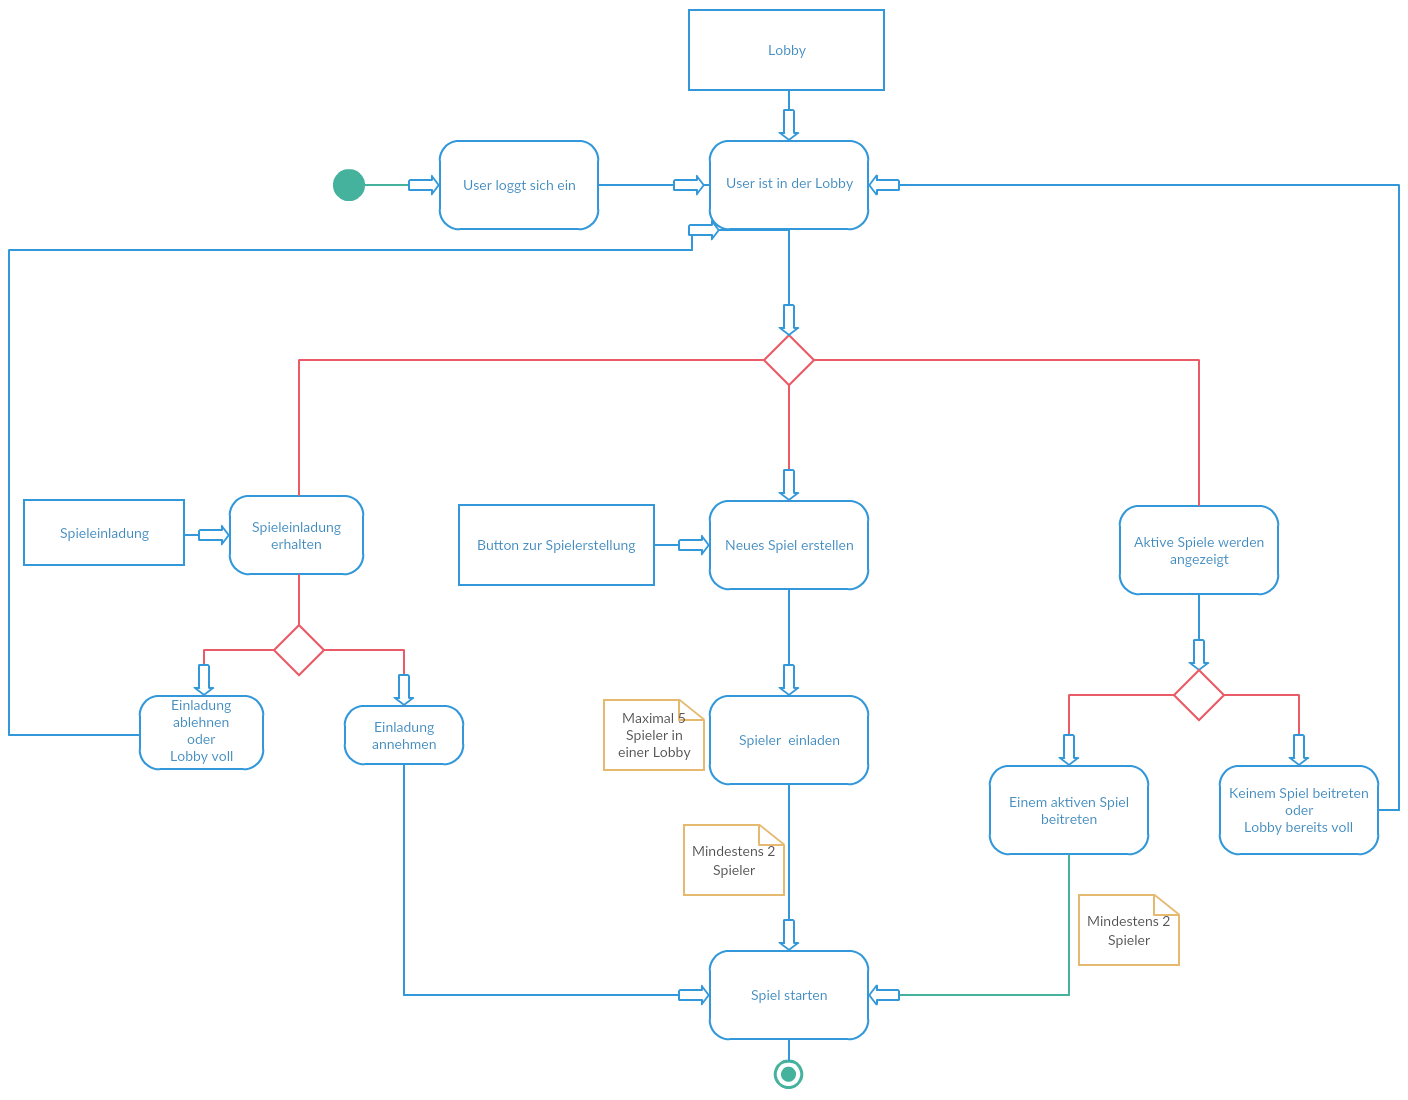 Lobby
User loggt sich ein
User ist in der Lobby
Spieleinladung
Spieleinladung
erhalten
Button zur Spielerstellung
Neues Spiel erstellen
Aktive Spiele werden
angezeigt
Einladung
ablehnen
oder
Lobby voll
Einladung
annehmen
Maximal 5
Spieler in
einer Lobby
Spieler einladen
Einem aktiven Spiel
beitreten
Keinem Spiel beitreten
oder
Lobby bereits voll
Mindestens 2
Spieler
Mindestens 2
Spieler
Spiel starten